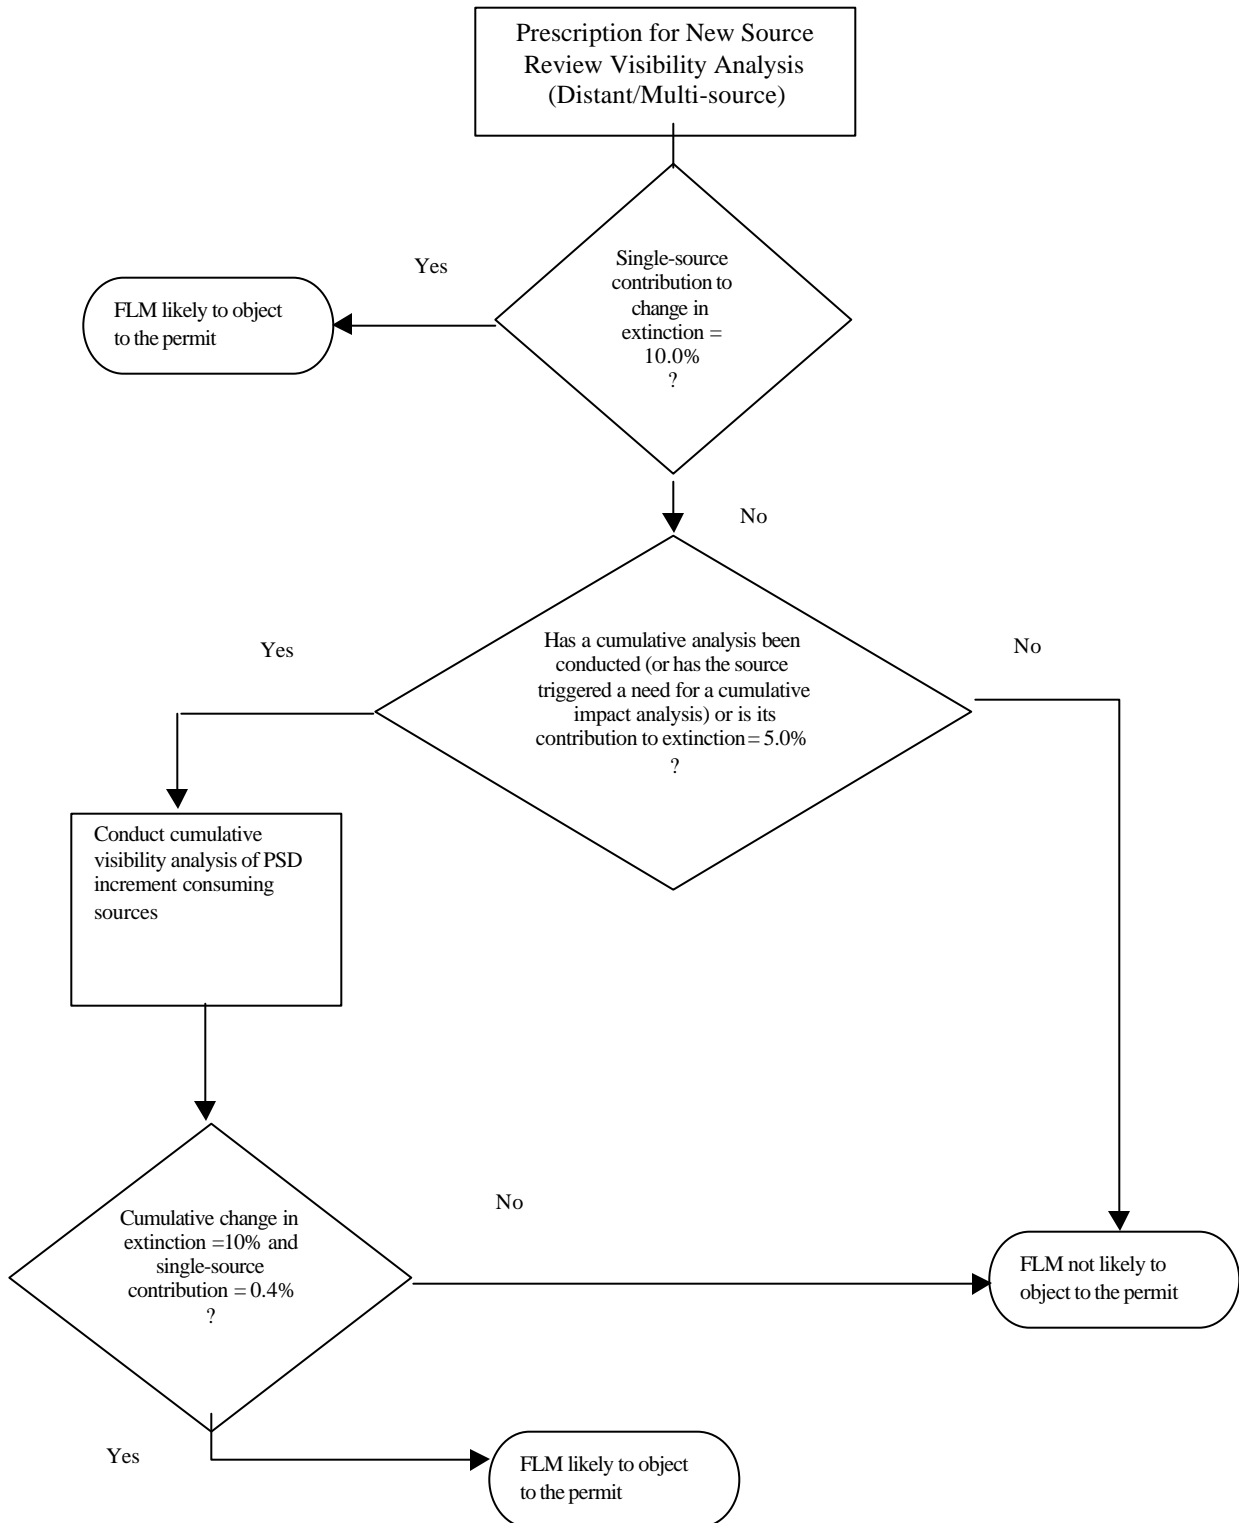 Prescription for New Source
Review Visibility Analysis
(Distant/Multi-source)
Yes
Single-source
contribution to
change in
extinction =
10.0%
?
FLM likely to object
to the permit
No
Yes
Has a cumulative analysis been
conducted (or has the source
triggered a need for a cumulative
impact analysis) or is its
contribution to extinction = 5.0%
?
No
Conduct cumulative
visibility analysis of PSD
increment consuming
sources
Cumulative change in
extinction =10% and
single-source
contribution = 0.4%
?
No
FLM not likely to
object to the permit
Yes
FLM likely to object
to the permit